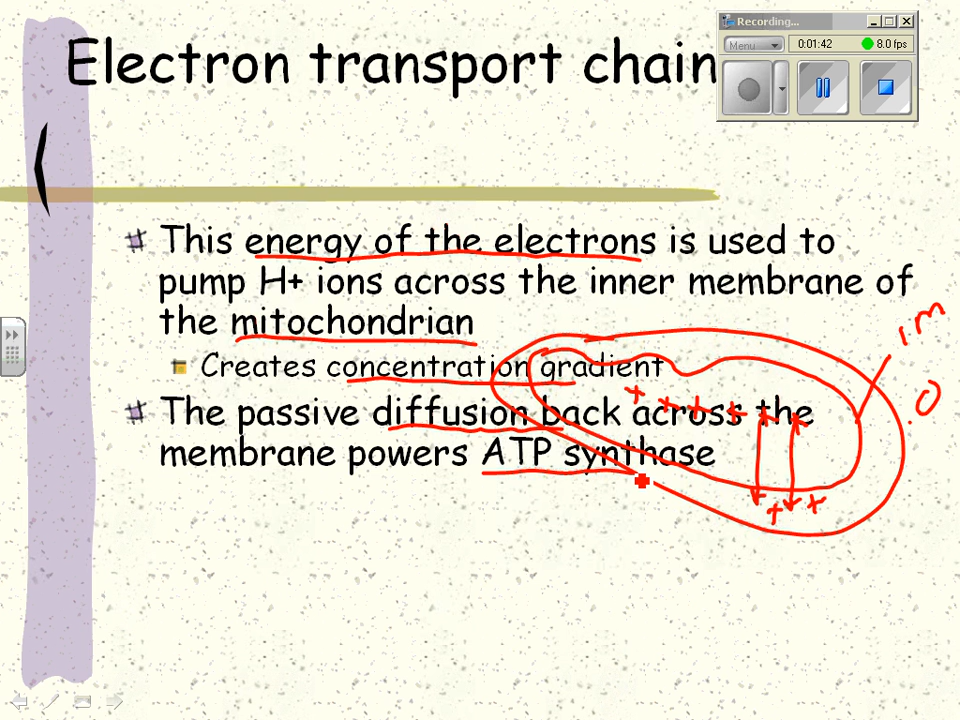 Electron transport chain
Recording...
Menu
0:01:42
8.0 fps
This energy of the electrons is used to
pump H+ ions across the inner membrane of
the mitochondrian
Creates concentration gradient
The passive diffusion back across the
membrane powers ATP synthase
+ + + + + +
+ +
im
O